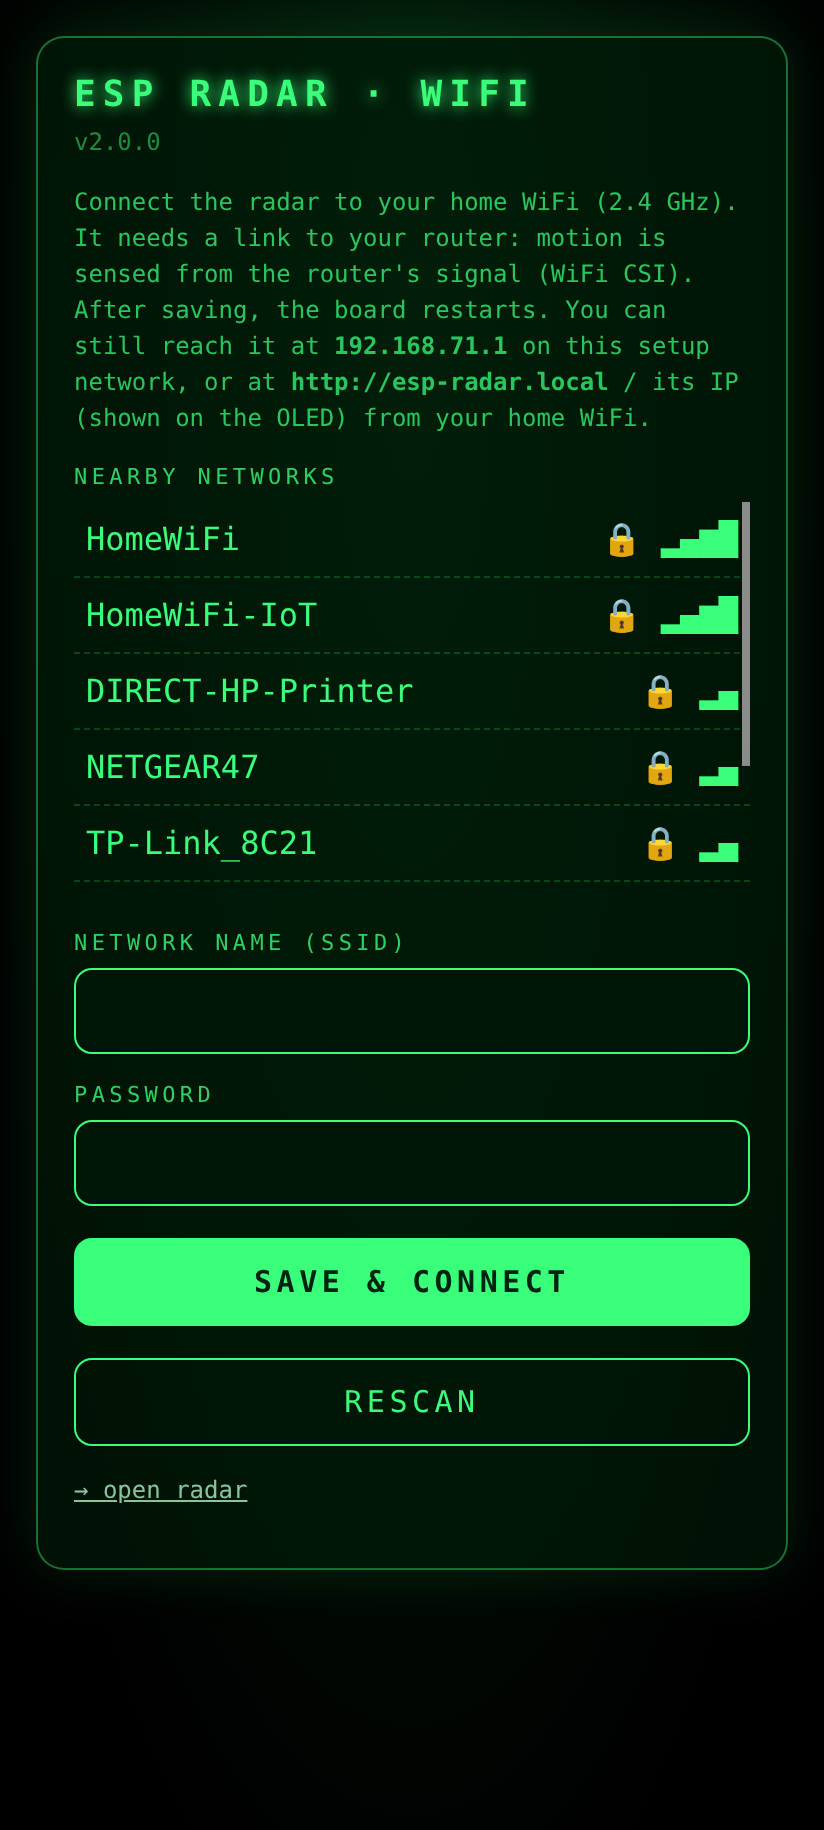 ESP RADAR · WIFI
v2.0.0
Connect the radar to your home WiFi (2.4 GHz).
It needs a link to your router: motion is
sensed from the router's signal (WiFi CSI).
After saving, the board restarts. You can
still reach it at 192.168.71.1 on this setup
network, or at http://esp-radar.local / its IP
(shown on the OLED) from your home WiFi.
NEARBY NETWORKS
HomeWiFi
HomeWiFi-IoT
DIRECT-HP-Printer
NETGEAR47
TP-Link_8C21
NETWORK NAME (SSID)
PASSWORD
SAVE & CONNECT
RESCAN
→ open radar